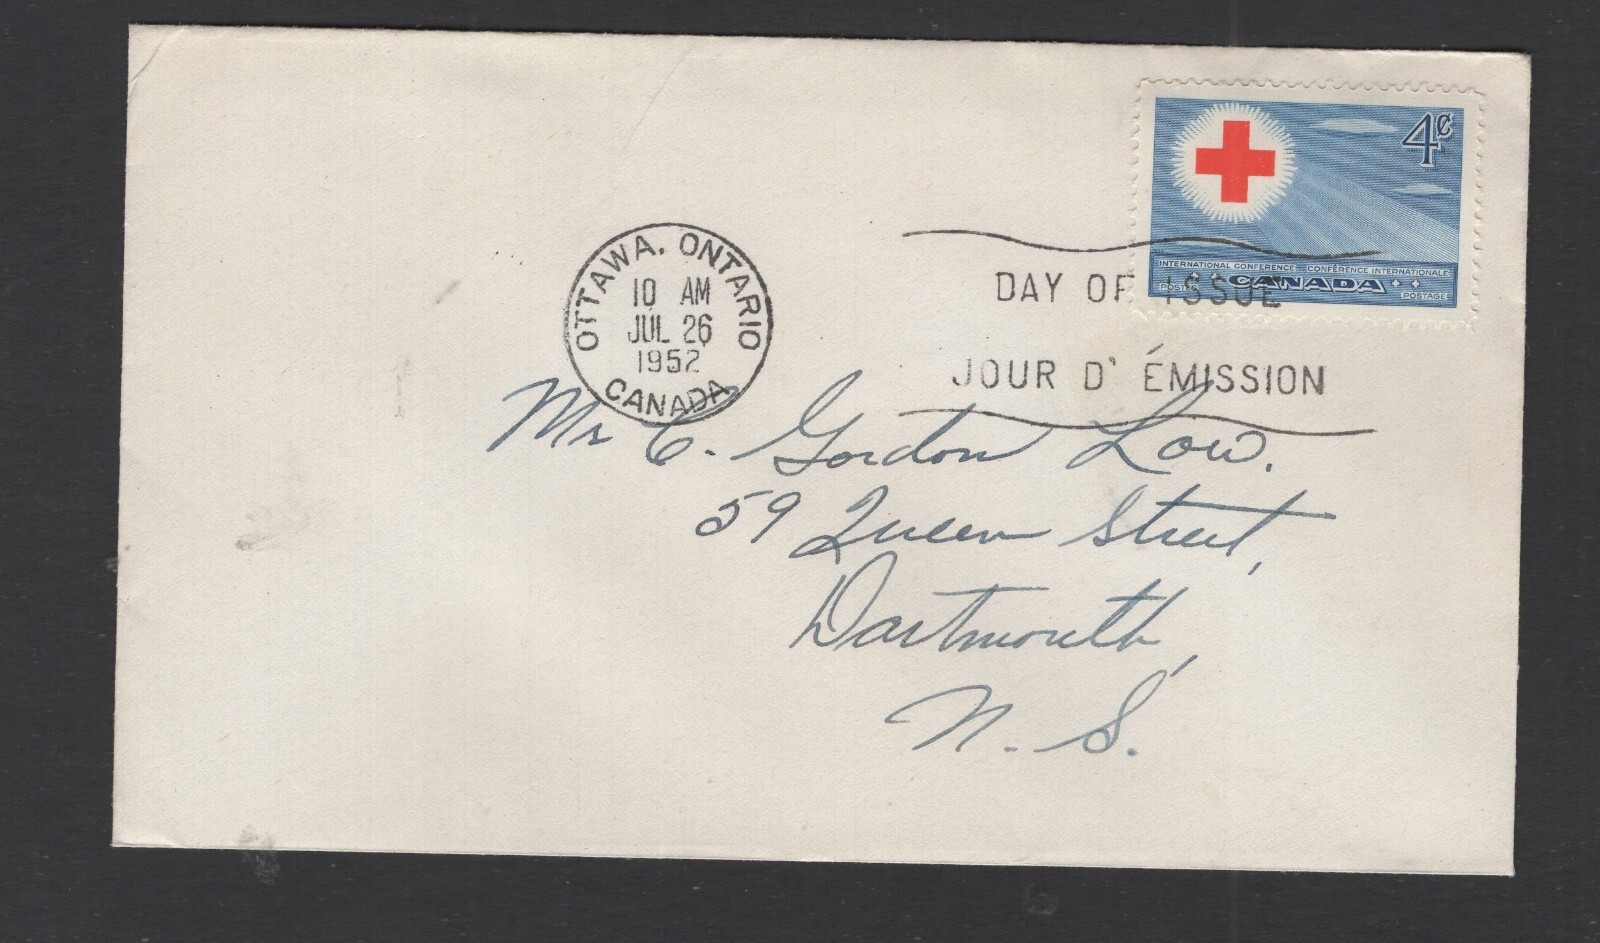 4¢
INTERNATIONAL CONFERENCE CONFÉRENCE INTERNATIONALE
POSTES CANADA POSTAGE
OTTAWA, ONTARIO
10 AM
JUL 26
1952
CANADA
DAY OF ISSUE
JOUR D' ÉMISSION
Mr C. Gordon Low.
59 Queen Street,
Dartmouth,
N. S.